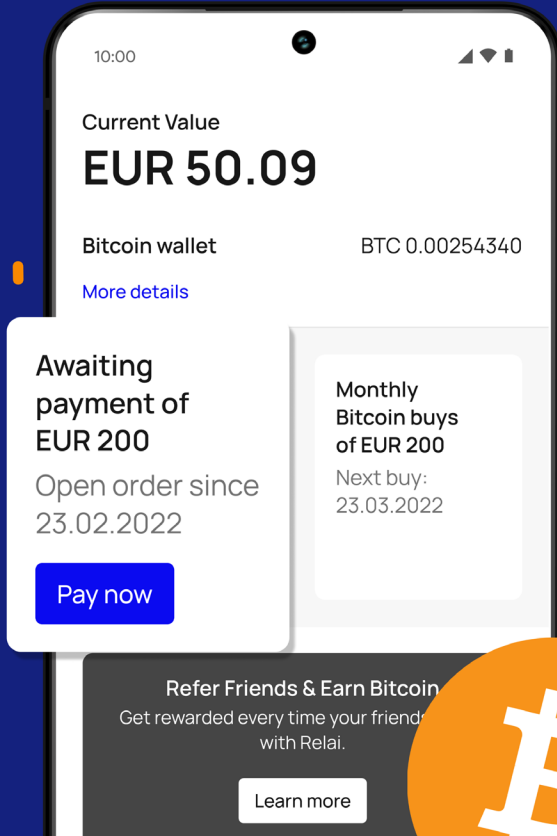 10:00
Current Value
EUR 50.09
Bitcoin wallet
BTC 0.00254340
More details
Awaiting
payment of
EUR 200
Open order since
23.02.2022
Pay now
Monthly
Bitcoin buys
of EUR 200
Next buy:
23.03.2022
Refer Friends & Earn Bitcoin
Get rewarded every time your
with Relai.
Learn more